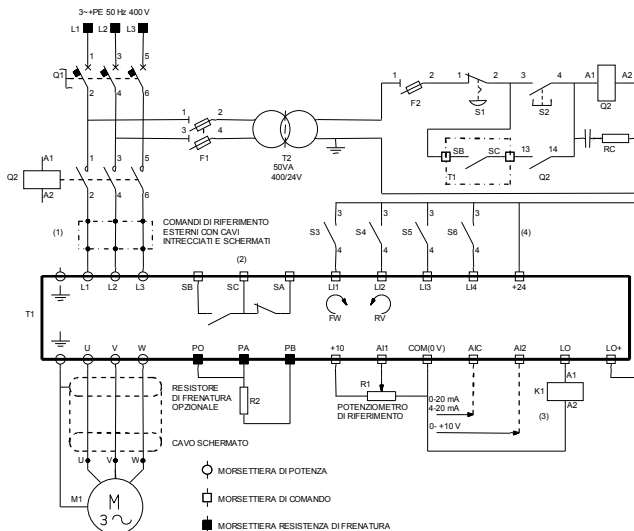 3~+PE 50 Hz 400 V
L1 L2 L3
1 3 5
Q1
2 4 6
1 2
3 4
F1
T2
50VA
400/24V
1 2
F2
1 2
S1
3 4
S2
A1 A2
Q2
SB SC
T1
13 14
Q2
RC
A1
Q2
A2
1 3 5
2 4 6
(1)
COMANDI DI RIFERIMENTO
ESTERNI CON CAVI
INTRECCIATI E SCHERMATI
3 3 3 3
S3 S4 S5 S6
4 4 4 4
(4)
(2)
L1 L2 L3
SB SC SA
LI1 LI2 LI3 LI4 +24
FW RV
T1
U V W
PO PA PB
+10 AI1 COM(0 V) AIC AI2 LO LO+
RESISTORE
DI FRENATURA
OPZIONALE
R2
R1
POTENZIOMETRO
DI RIFERIMENTO
0-20 mA
4-20 mA
0- +10 V
A1
K1
A2
(3)
CAVO SCHERMATO
U V W
M1
M
3
MORSETTIERA DI POTENZA
MORSETTIERA DI COMANDO
MORSETTIERA RESISTENZA DI FRENATURA